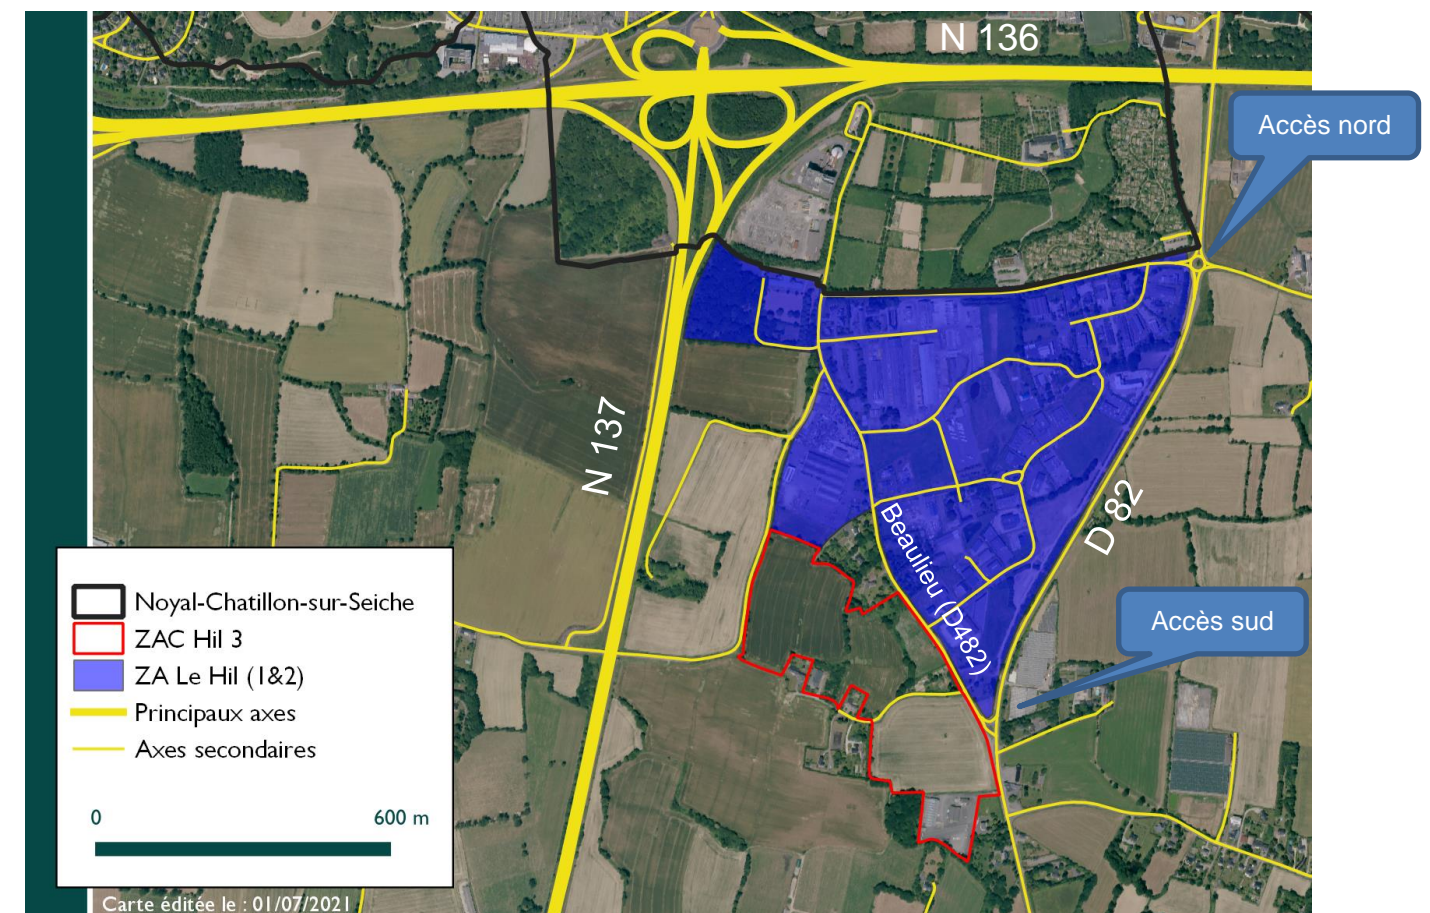 N 136
Accès nord
N 137
D 82
Beaulieu (D482)
Accès sud
Noyal-Chatillon-sur-Seiche
ZAC Hil 3
ZA Le Hil (1&2)
Principaux axes
Axes secondaires
0 600 m
Carte éditée le : 01/07/2021